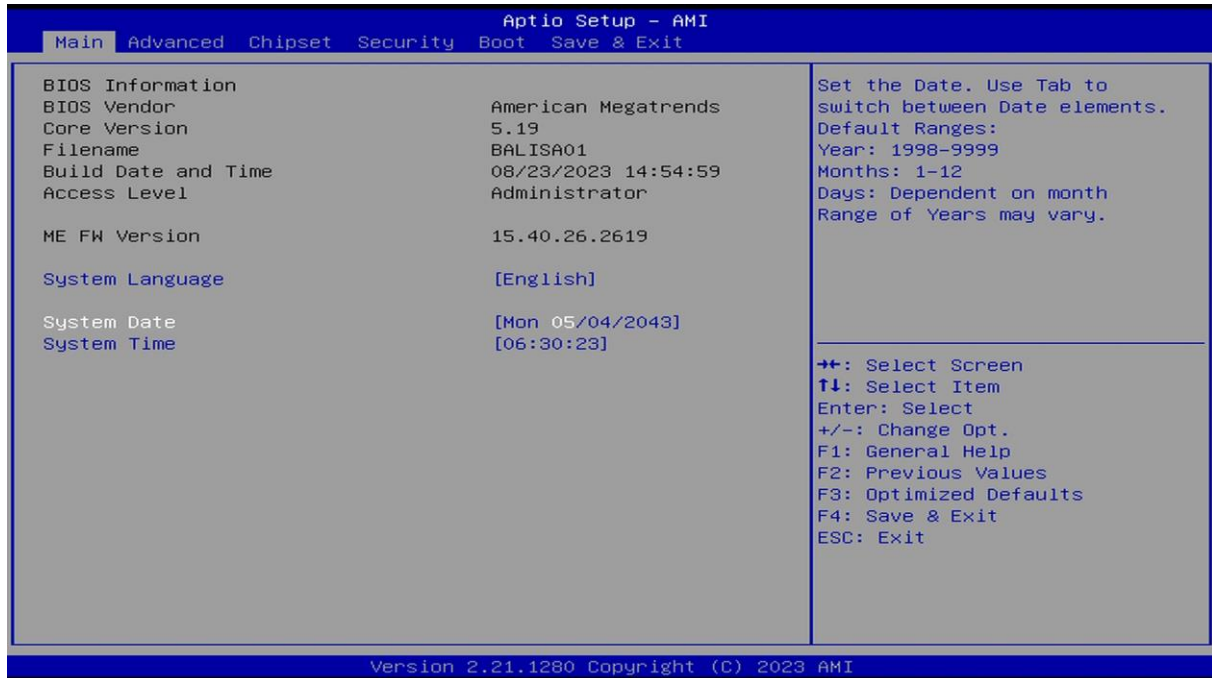 Aptio Setup – AMI
Main Advanced Chipset Security Boot Save & Exit
BIOS Information
BIOS Vendor American Megatrends
Core Version 5.19
Filename BALISA01
Build Date and Time 08/23/2023 14:54:59
Access Level Administrator
ME FW Version 15.40.26.2619
System Language [English]
System Date [Mon 05/04/2043]
System Time [06:30:23]
Set the Date. Use Tab to
switch between Date elements.
Default Ranges:
Year: 1998-9999
Months: 1-12
Days: Dependent on month
Range of Years may vary.
→←: Select Screen
↑↓: Select Item
Enter: Select
+/-: Change Opt.
F1: General Help
F2: Previous Values
F3: Optimized Defaults
F4: Save & Exit
ESC: Exit
Version 2.21.1280 Copyright (C) 2023 AMI